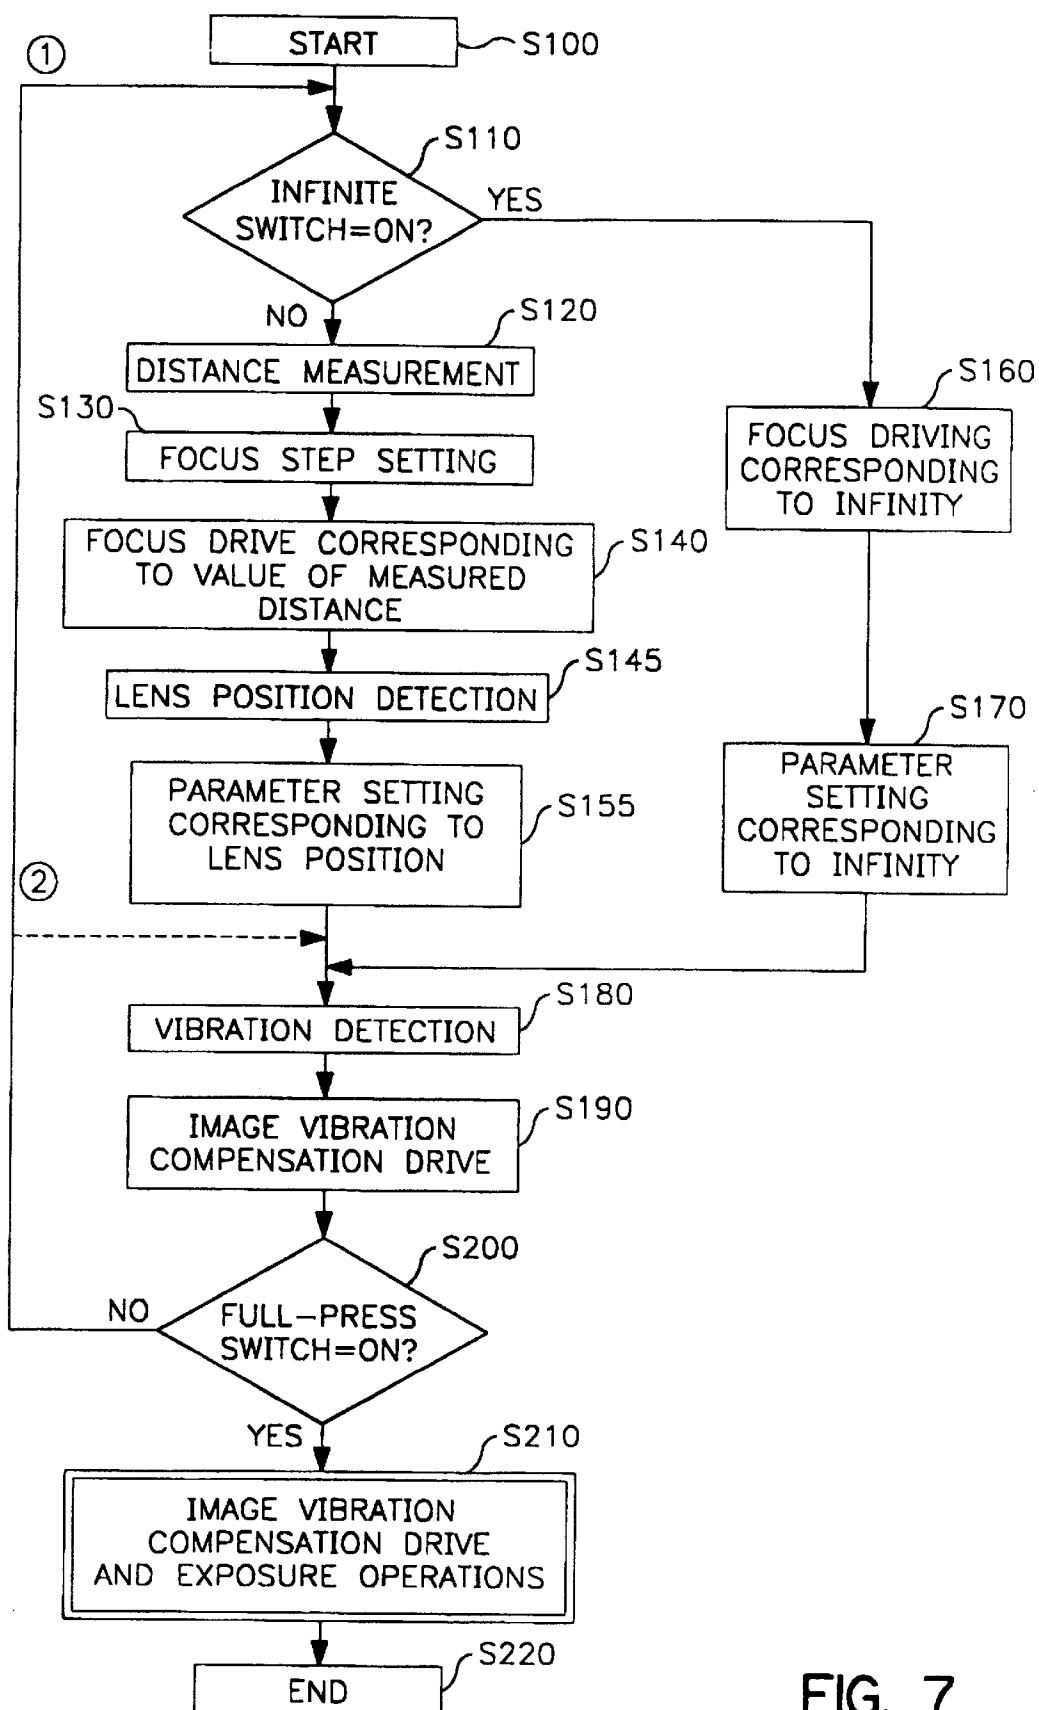 START
S100
①
S110
INFINITE
SWITCH=ON?
YES
NO
S120
DISTANCE MEASUREMENT
S130
FOCUS STEP SETTING
S160
FOCUS DRIVING
CORRESPONDING
TO INFINITY
FOCUS DRIVE CORRESPONDING
TO VALUE OF MEASURED
DISTANCE
S140
S145
LENS POSITION DETECTION
S170
PARAMETER
SETTING
CORRESPONDING
TO INFINITY
PARAMETER SETTING
CORRESPONDING TO
LENS POSITION
S155
②
S180
VIBRATION DETECTION
S190
IMAGE VIBRATION
COMPENSATION DRIVE
S200
FULL-PRESS
SWITCH=ON?
NO
YES
S210
IMAGE VIBRATION
COMPENSATION DRIVE
AND EXPOSURE OPERATIONS
S220
END
FIG. 7